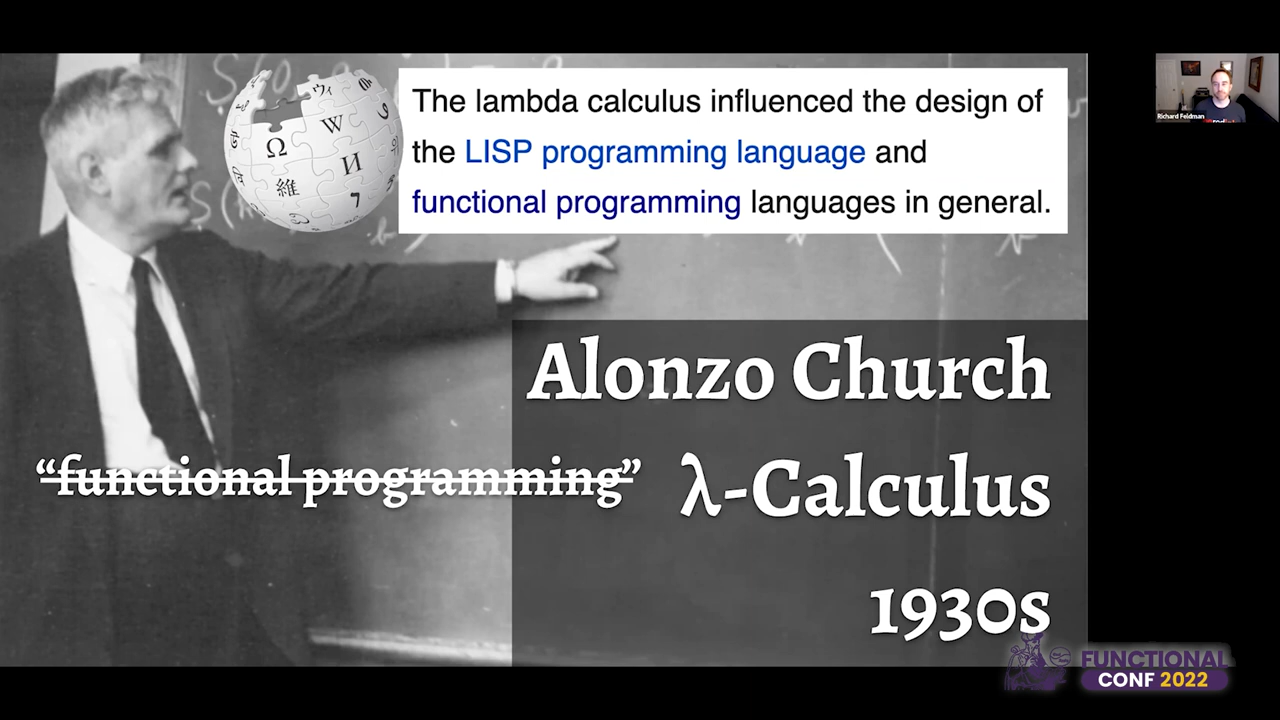 The lambda calculus influenced the design of
the LISP programming language and
functional programming languages in general.
Richard Feldman
Alonzo Church
“functional programming”
λ-Calculus
1930s
FUNCTIONAL
CONF 2022